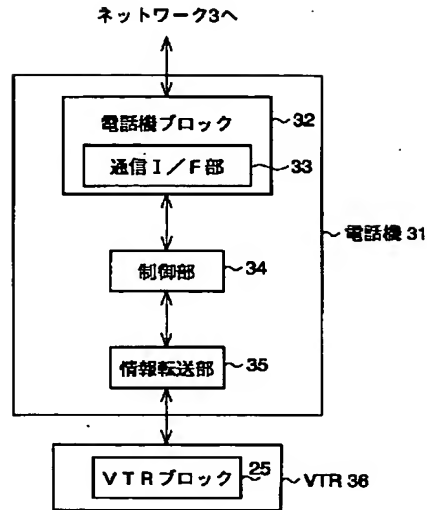 ネットワーク3へ
電話機ブロック
32
通信I/F部
33
電話機31
制御部
34
情報転送部
35
VTRブロック
25
VTR 36